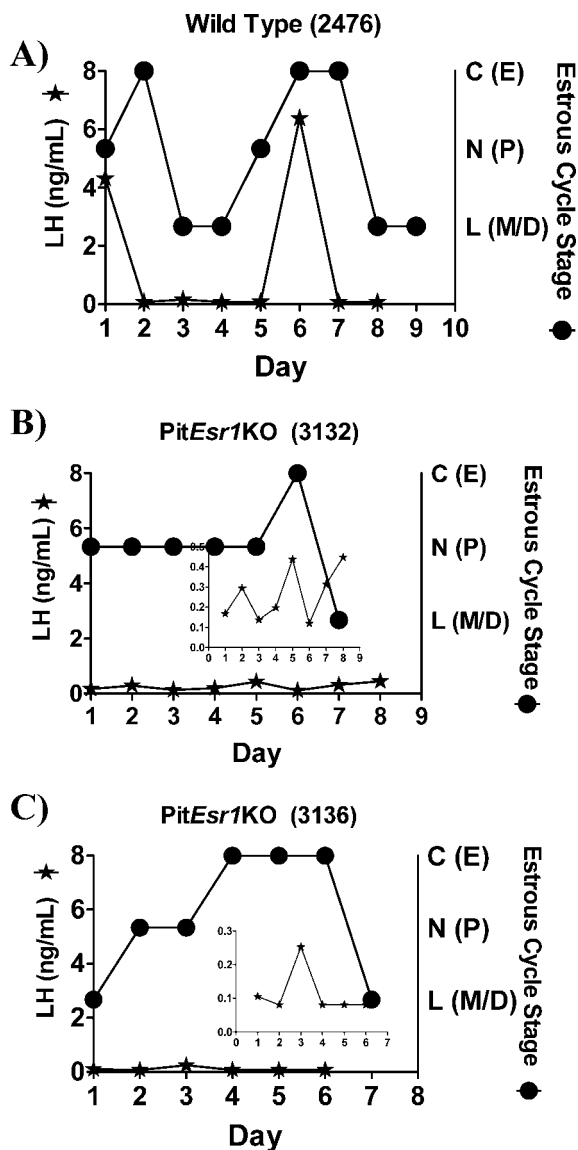 A)
Wild Type (2476)
LH (ng/mL)
8
6
4
2
0
1 2 3 4 5 6 7 8 9 10
Day
C (E)
N (P)
L (M/D)
Estrous Cycle Stage
B)
PitEsr1KO (3132)
LH (ng/mL)
8
6
4
2
0
1 2 3 4 5 6 7 8 9
Day
0.5
0.4
0.3
0.2
0.1
0.0
0 1 2 3 4 5 6 7 8 9
C (E)
N (P)
L (M/D)
Estrous Cycle Stage
C)
PitEsr1KO (3136)
LH (ng/mL)
8
6
4
2
0
1 2 3 4 5 6 7 8
Day
0.3
0.2
0.1
0.0
0 1 2 3 4 5 6 7
C (E)
N (P)
L (M/D)
Estrous Cycle Stage